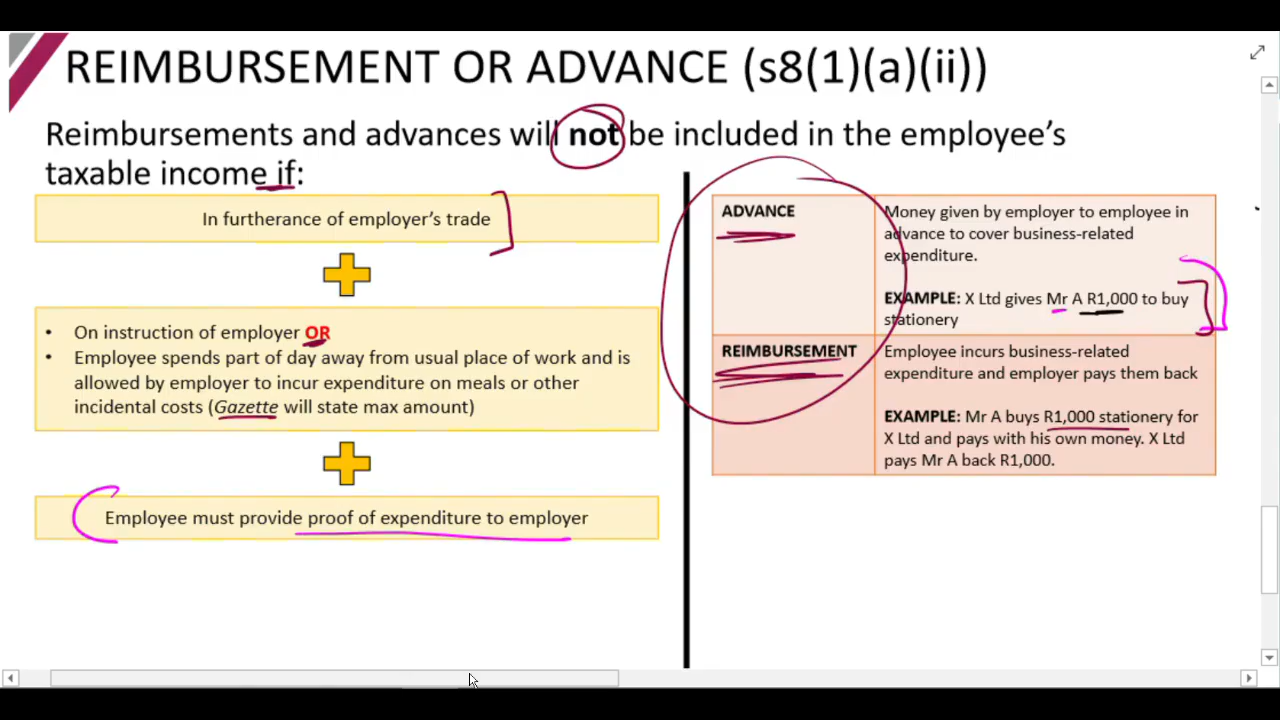 REIMBURSEMENT OR ADVANCE (s8(1)(a)(ii))
Reimbursements and advances will not be included in the employee's
taxable income if:
In furtherance of employer's trade
• On instruction of employer OR
• Employee spends part of day away from usual place of work and is
allowed by employer to incur expenditure on meals or other
incidental costs (Gazette will state max amount)
Employee must provide proof of expenditure to employer
ADVANCE
Money given by employer to employee in
advance to cover business-related
expenditure.
EXAMPLE: X Ltd gives Mr A R1,000 to buy
stationery
REIMBURSEMENT
Employee incurs business-related
expenditure and employer pays them back
EXAMPLE: Mr A buys R1,000 stationery for
X Ltd and pays with his own money. X Ltd
pays Mr A back R1,000.